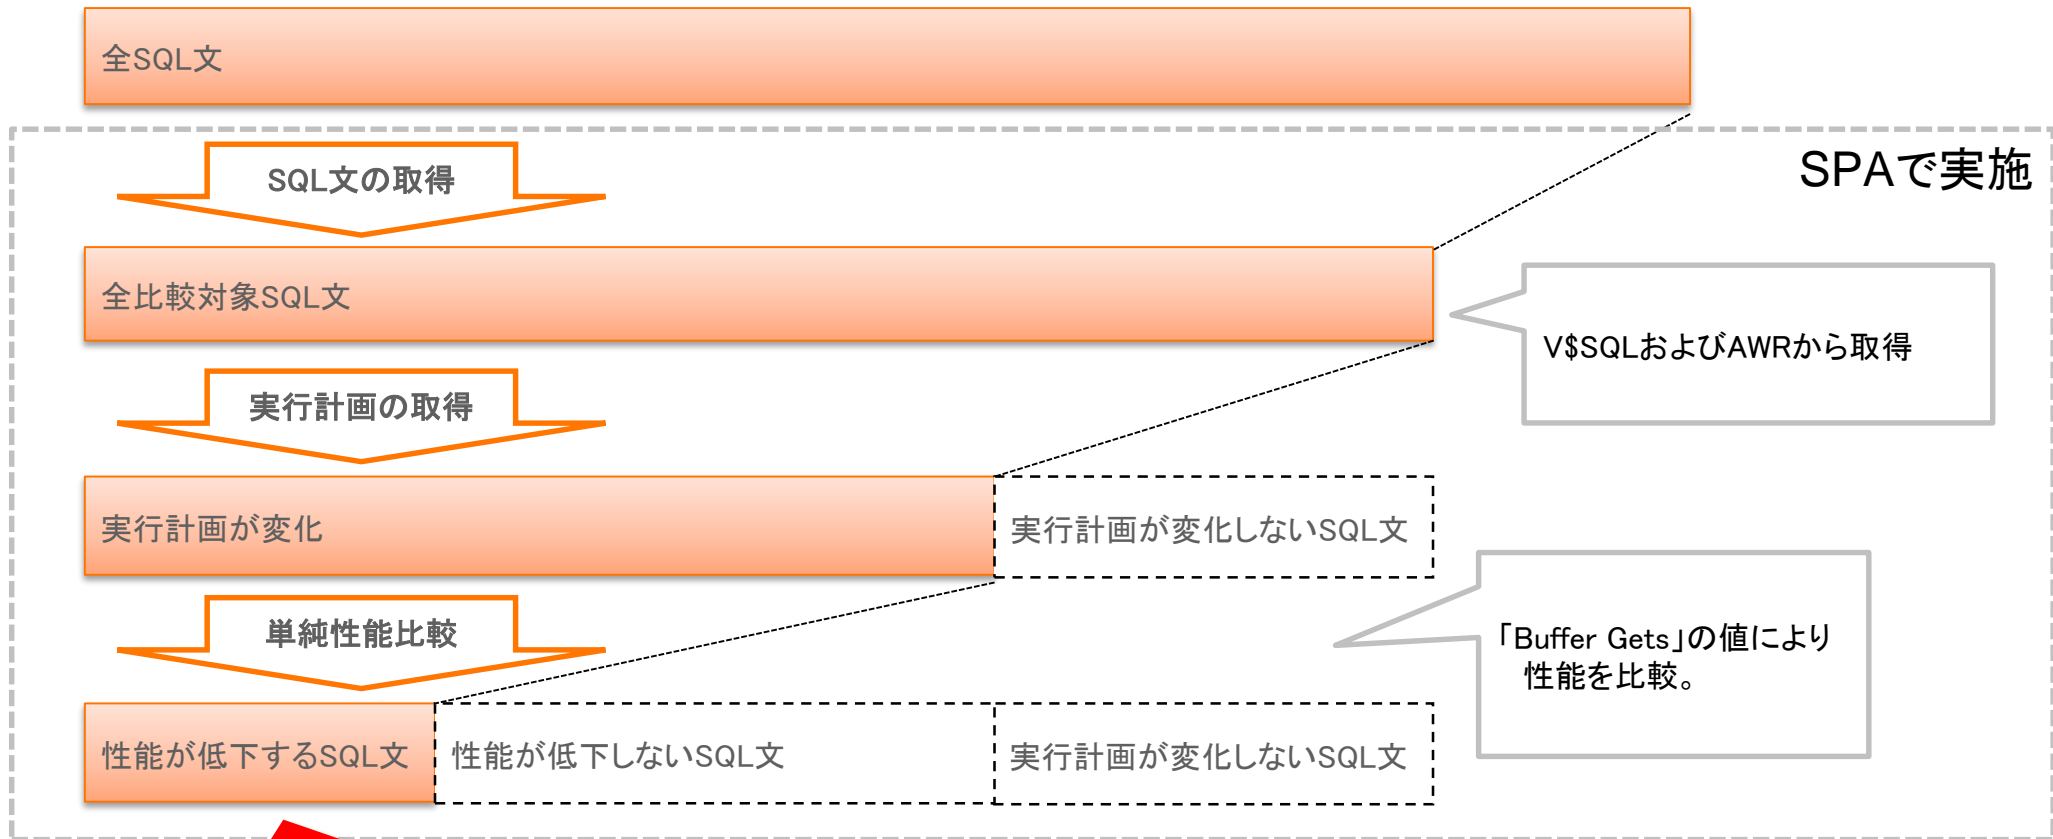 全SQL文
SPAで実施
SQL文の取得
全比較対象SQL文
V$SQLおよびAWRから取得
実行計画の取得
実行計画が変化
実行計画が変化しないSQL文
単純性能比較
「Buffer Gets」の値により
性能を比較。
性能が低下するSQL文
性能が低下しないSQL文
実行計画が変化しないSQL文